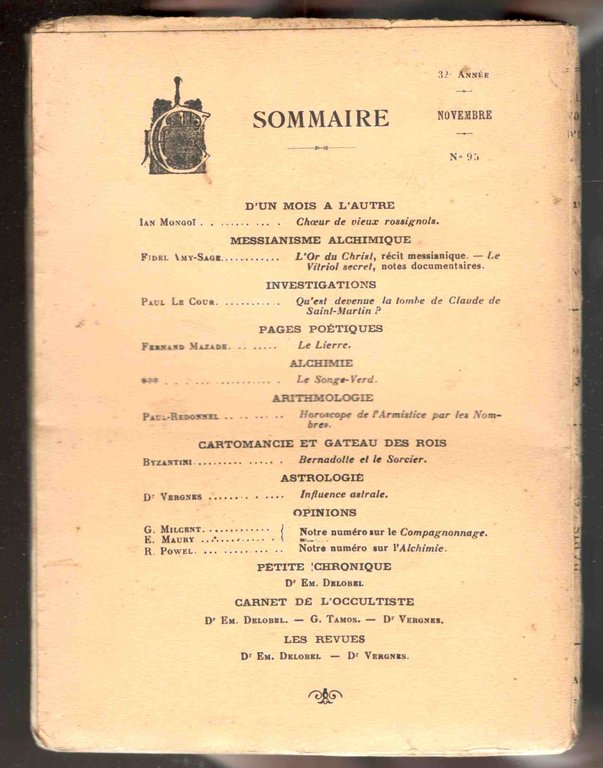 32e ANNÉE
SOMMAIRE
NOVEMBRE
No 95
D'UN MOIS A L'AUTRE
IAN MONGOÏ . . ........ ... Chœur de vieux rossignols.
MESSIANISME ALCHIMIQUE
FIDEL AMY-SAGE............ L'Or du Christ, récit messianique. — Le
Vitriol secret, notes documentaires.
INVESTIGATIONS
PAUL LE COUR. .......... Qu'est devenue la tombe de Claude de
Saint-Martin ?
PAGES POÉTIQUES
FERNAND MAZADE. .. ..... Le Lierre.
ALCHIMIE
*** . . .... .............. Le Songe-Verd.
ARITHMOLOGIE
PAUL-REDONNEL .. .. ...... Horoscope de l'Armistice par les Nom-
bres.
CARTOMANCIE ET GATEAU DES ROIS
BYZANTINI .......... ..... . Bernadotte et le Sorcier.
ASTROLOGIE
Dr VERGNES ....... . . .... Influence astrale.
OPINIONS
G. MILCENT. ............
E. MAURY ............. . Notre numéro sur le Compagnonnage.
R. POWEL. ... .......... Notre numéro sur l'Alchimie.
PETITE CHRONIQUE
Dr EM. DELOBEL
CARNET DE L'OCCULTISTE
Dr EM. DELOBEL. — G. TAMOS. — Dr VERGNES.
LES REVUES
Dr EM. DELOBEL — Dr VERGNES.